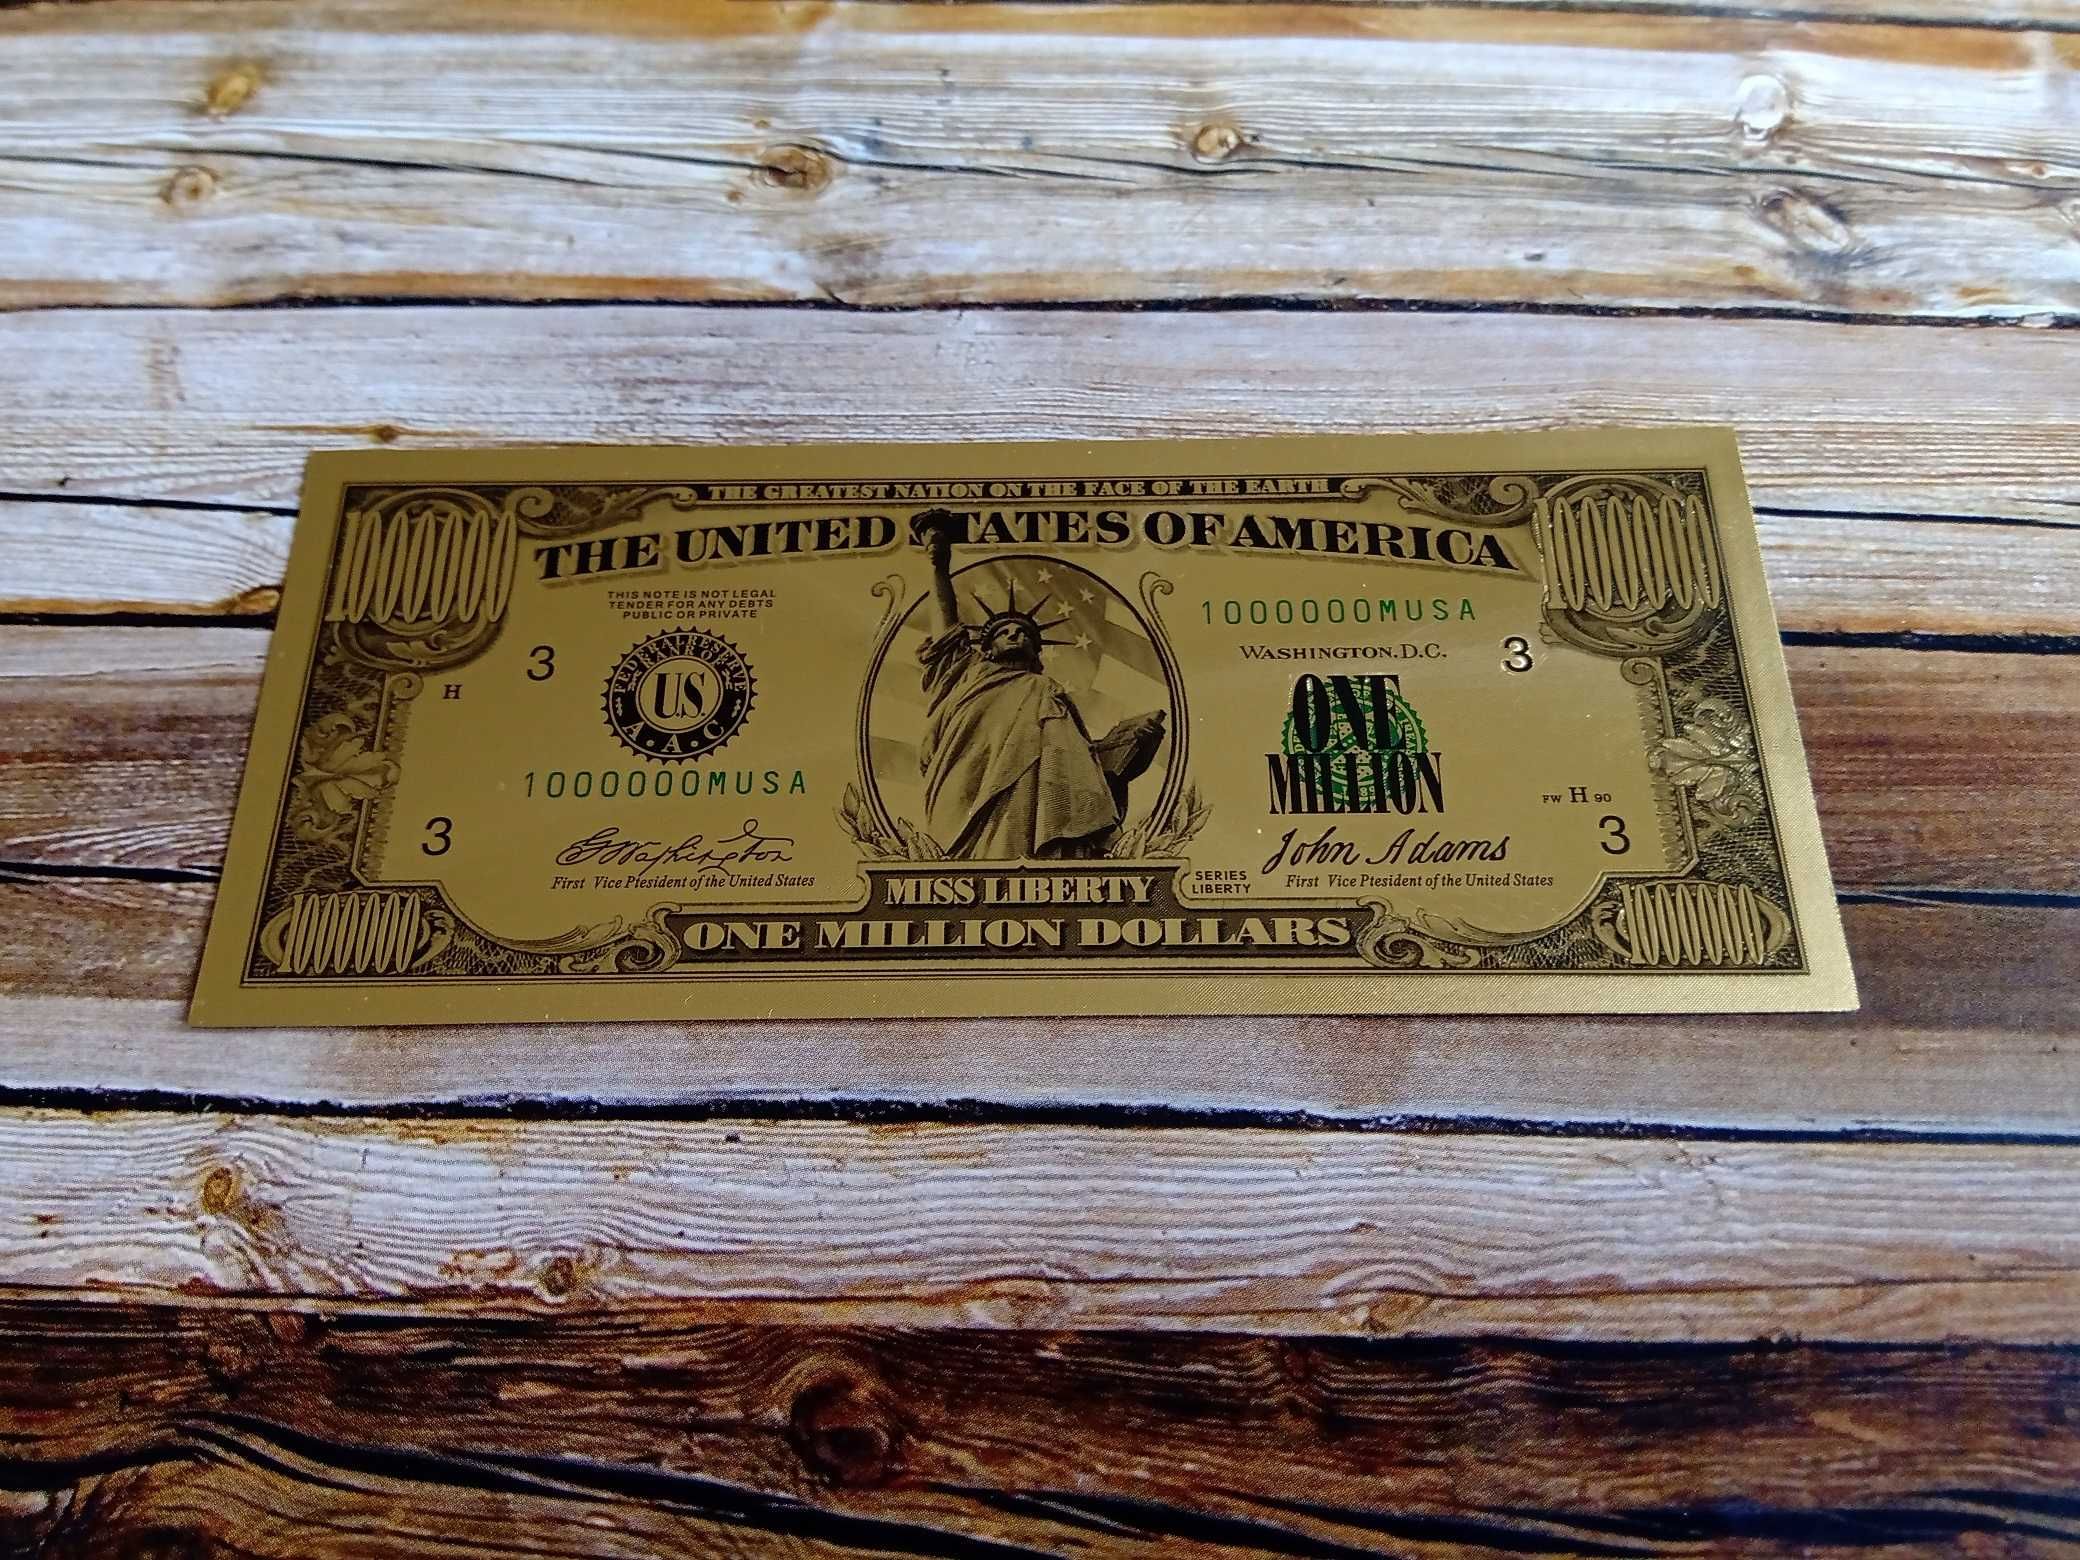 THE GREATEST NATION ON THE FACE OF THE EARTH
1000000
1000000
THE UNITED STATES OF AMERICA
THIS NOTE IS NOT LEGAL
TENDER FOR ANY DEBTS
PUBLIC OR PRIVATE
1000000MUSA
WASHINGTON.D.C.
3
3
H
FEDERAL RESERVE
U.S.
A.A.C
ONE
MILLION
1000000MUSA
FW H 90
3
3
GWashington
John Adams
First Vice Ptesident of the United States
SERIES
LIBERTY
First Vice Ptesident of the United States
MISS LIBERTY
ONE MILLION DOLLARS
1000000
1000000